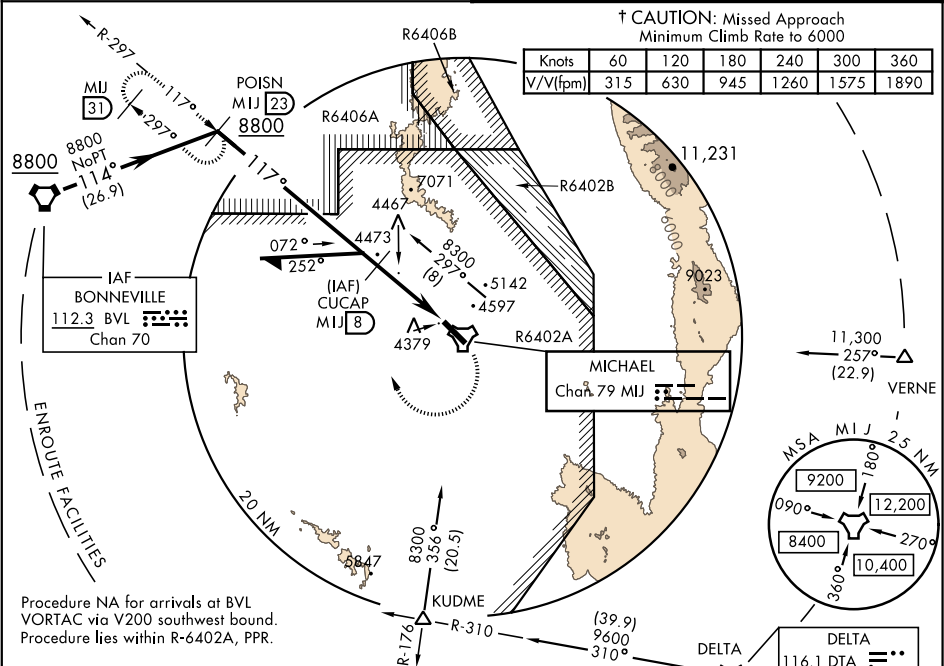 † CAUTION: Missed Approach
Minimum Climb Rate to 6000
Knots 60 120 180 240 300 360
V/V(fpm) 315 630 945 1260 1575 1890
R-297
R6406B
MIJ
31
117°
297°
POISN
MIJ 23
8800
R6406A
8800
8800
NoPT
114°
(26.9)
117°
11,231
8000
6000
R6402B
7071
4467
4473
072°
252°
8300
297°
(8)
5142
4597
9023
(IAF)
CUCAP
MIJ 8
4379
R6402A
IAF
BONNEVILLE
112.3 BVL
Chan 70
MICHAEL
Chan 79 MIJ
11,300
257°
(22.9)
VERNE
ENROUTE FACILITIES
20 NM
5847
MSA MIJ 25 NM
180°
9200
090°
12,200
8400
270°
10,400
360°
8300
356°
(20.5)
KUDME
R-310
R-176
(39.9)
9600
310°
DELTA
DELTA
116.1 DTA
Procedure NA for arrivals at BVL
VORTAC via V200 southwest bound.
Procedure lies within R-6402A, PPR.